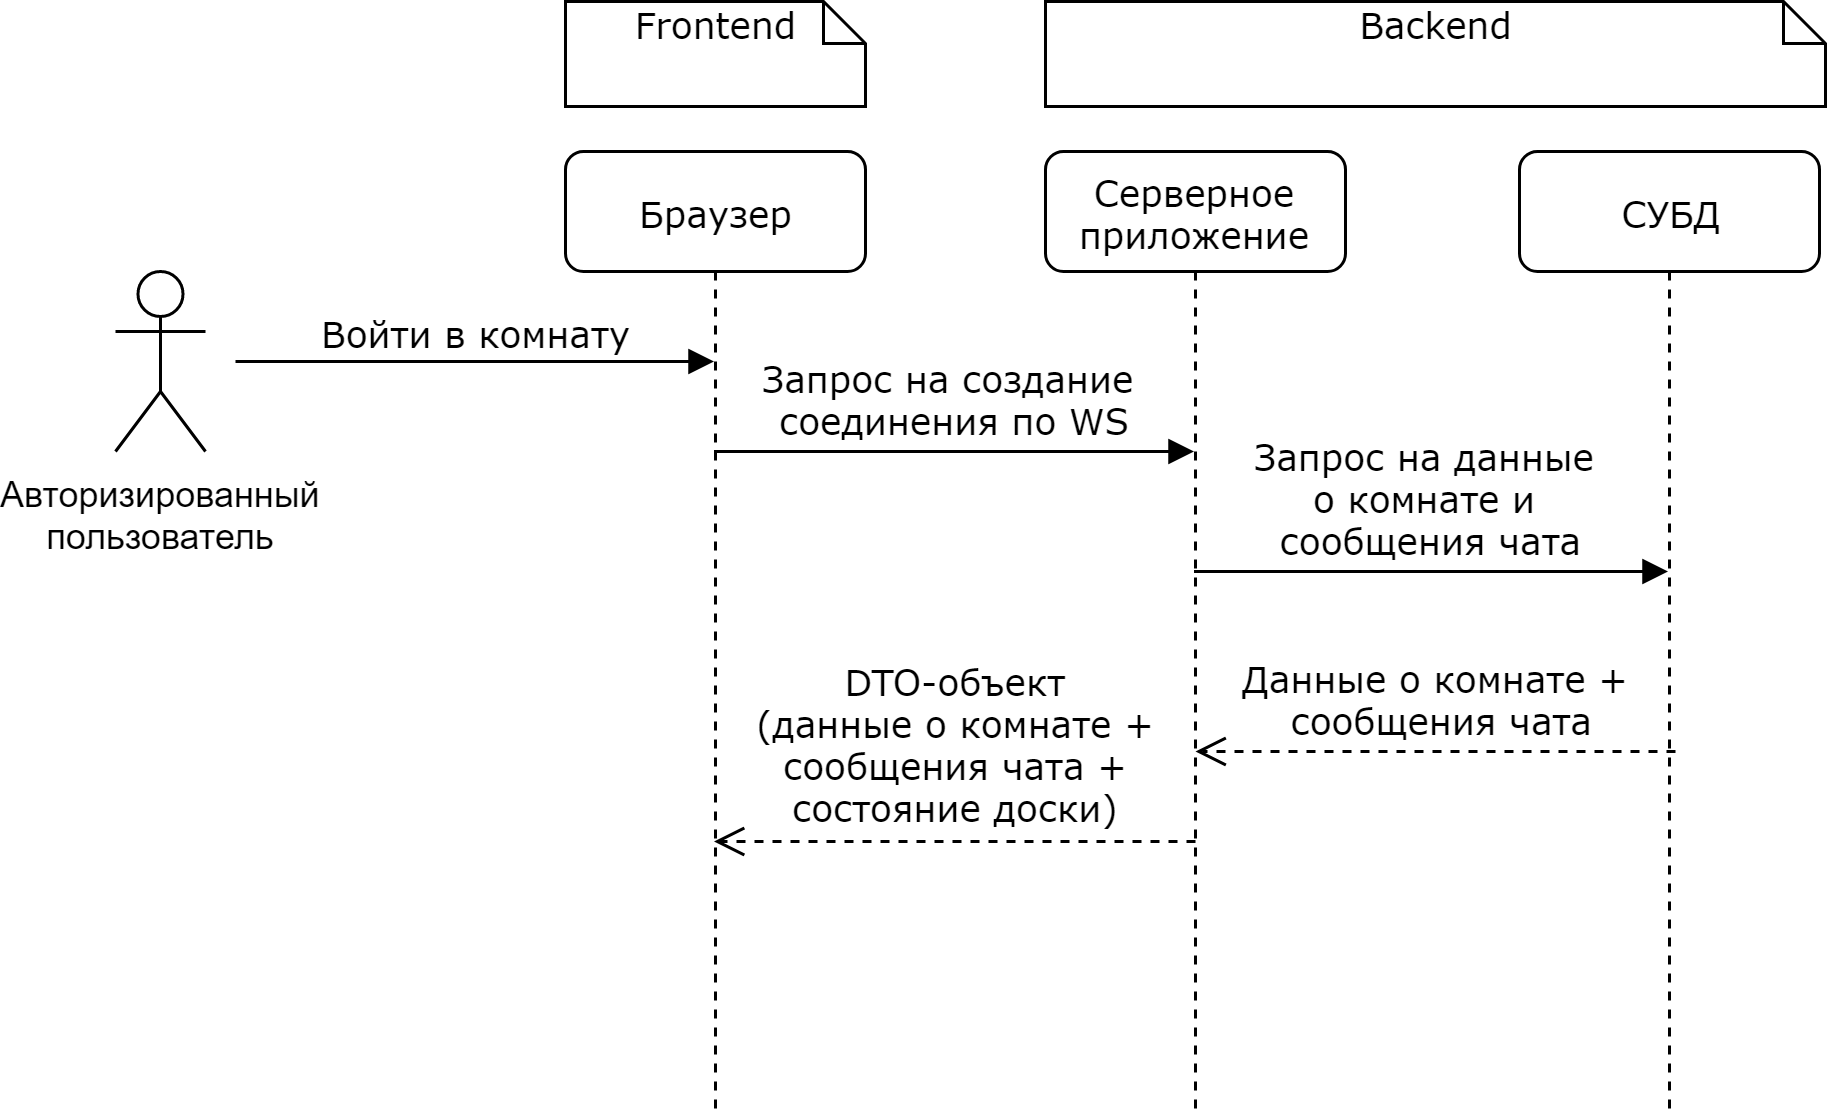 Frontend
Backend
Браузер
Серверное
приложение
СУБД
Войти в комнату
Запрос на создание
соединения по WS
Запрос на данные
о комнате и
сообщения чата
Авторизированный
пользователь
DTO-объект
(данные о комнате +
сообщения чата +
состояние доски)
Данные о комнате +
сообщения чата